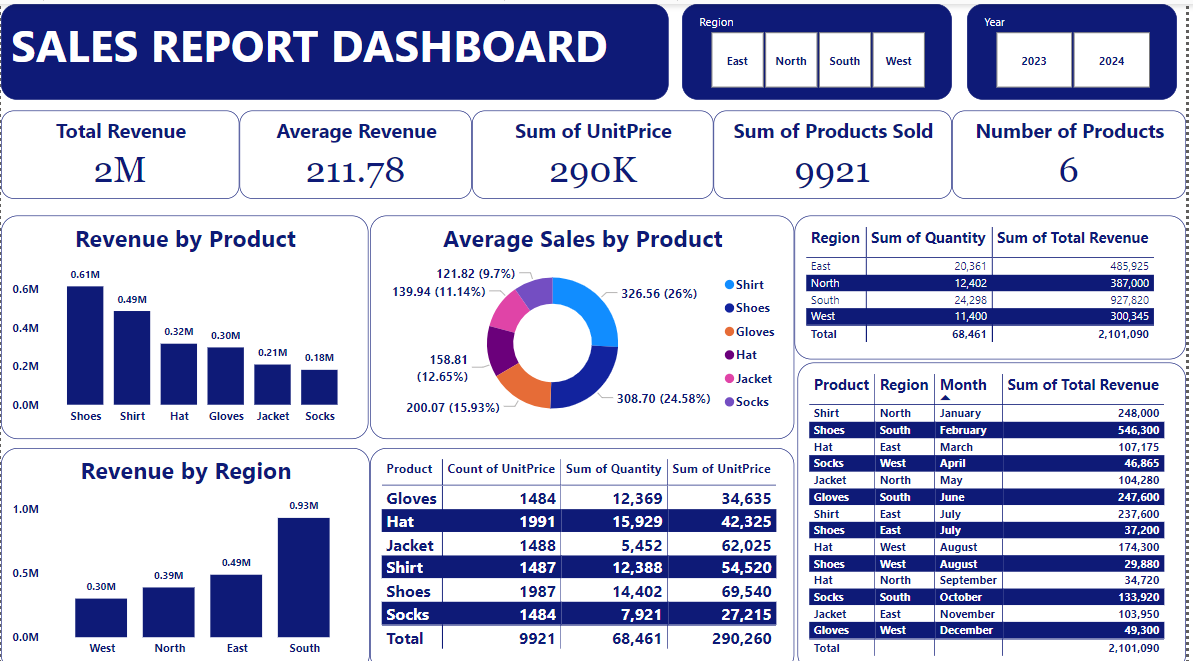 SALES REPORT DASHBOARD
Region
East North South West
Year
2023 2024
Total Revenue
2M
Average Revenue
211.78
Sum of UnitPrice
290K
Sum of Products Sold
9921
Number of Products
6
Revenue by Product
0.6M
0.4M
0.2M
0.0M
0.61M
0.49M
0.32M
0.30M
0.21M
0.18M
Shoes Shirt Hat Gloves Jacket Socks
Average Sales by Product
121.82 (9.7%)
139.94 (11.14%)
158.81
(12.65%)
200.07 (15.93%)
326.56 (26%)
308.70 (24.58%)
Shirt
Shoes
Gloves
Hat
Jacket
Socks
Region Sum of Quantity Sum of Total Revenue
East 20,361 485,925
North 12,402 387,000
South 24,298 927,820
West 11,400 300,345
Total 68,461 2,101,090
Revenue by Region
1.0M
0.5M
0.0M
0.30M
0.39M
0.49M
0.93M
West North East South
Product Count of UnitPrice Sum of Quantity Sum of UnitPrice
Gloves 1484 12,369 34,635
Hat 1991 15,929 42,325
Jacket 1488 5,452 62,025
Shirt 1487 12,388 54,520
Shoes 1987 14,402 69,540
Socks 1484 7,921 27,215
Total 9921 68,461 290,260
Product Region Month Sum of Total Revenue
Shirt North January 248,000
Shoes South February 546,300
Hat East March 107,175
Socks West April 46,865
Jacket North May 104,280
Gloves South June 247,600
Shirt East July 237,600
Shoes East July 37,200
Hat West August 174,300
Shoes West August 29,880
Hat North September 34,720
Socks South October 133,920
Jacket East November 103,950
Gloves West December 49,300
Total 2,101,090